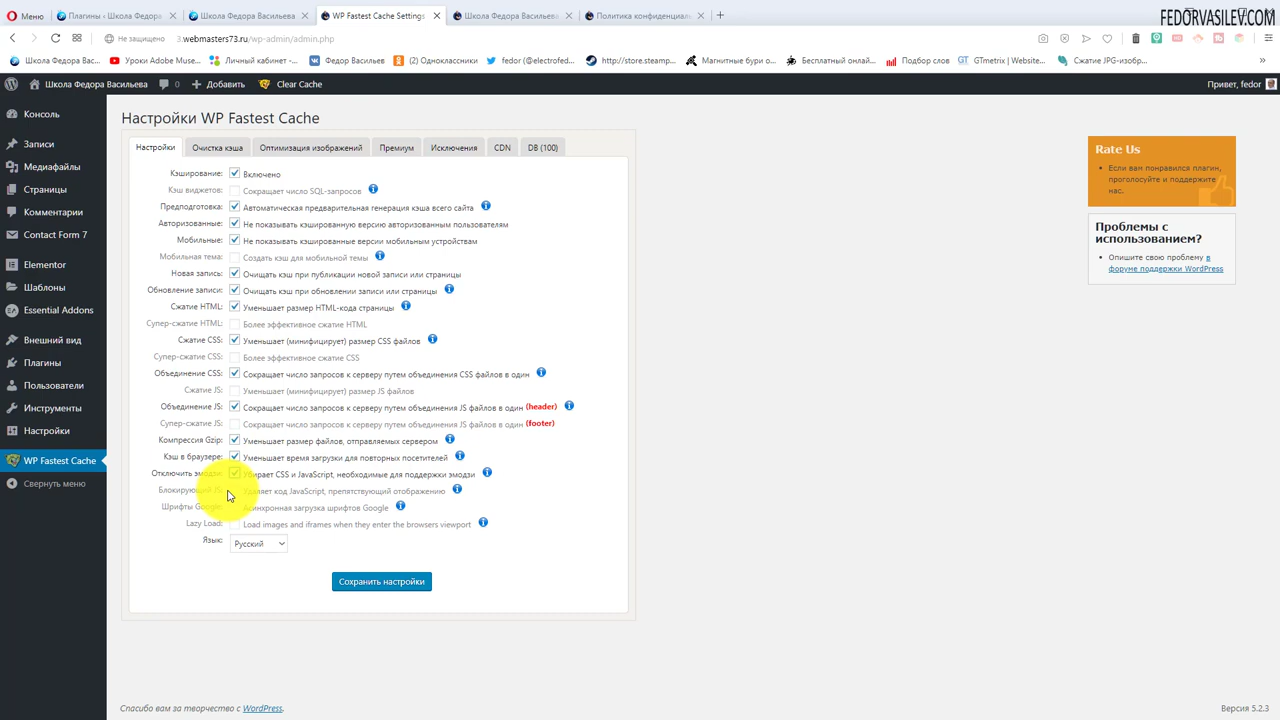 FEDORVASILEV.COM
Меню
Плагины ‹ Школа Федора
Школа Федора Васильева
WP Fastest Cache Settings
Школа Федора Васильева
Политика конфиденциаль
Не защищено
3.webmasters73.ru/wp-admin/admin.php
Школа Федора Вас...
Уроки Adobe Muse...
Личный кабинет -...
Федор Васильев
(2) Одноклассники
fedor (@electrofed...
http://store.steamp...
Магнитные бури о...
Бесплатный онлай...
Подбор слов
GTmetrix | Website...
Сжатие JPG-изобр...
Школа Федора Васильева
0
Добавить
Clear Cache
Привет, fedor
Консоль
Записи
Медиафайлы
Страницы
Комментарии
Contact Form 7
Elementor
Шаблоны
Essential Addons
Внешний вид
Плагины
Пользователи
Инструменты
Настройки
WP Fastest Cache
Свернуть меню
Настройки WP Fastest Cache
Настройки
Очистка кэша
Оптимизация изображений
Премиум
Исключения
CDN
DB (100)
Кэширование: Включено
Кэш виджетов: Сокращает число SQL-запросов
Предподготовка: Автоматическая предварительная генерация кэша всего сайта
Авторизованные: Не показывать кэшированную версию авторизованным пользователям
Мобильные: Не показывать кэшированные версии мобильным устройствам
Мобильная тема: Создать кэш для мобильной темы
Новая запись: Очищать кэш при публикации новой записи или страницы
Обновление записи: Очищать кэш при обновлении записи или страницы
Сжатие HTML: Уменьшает размер HTML-кода страницы
Супер-сжатие HTML: Более эффективное сжатие HTML
Сжатие CSS: Уменьшает (минифицирует) размер CSS файлов
Супер-сжатие CSS: Более эффективное сжатие CSS
Объединение CSS: Сокращает число запросов к серверу путем объединения CSS файлов в один
Сжатие JS: Уменьшает (минифицирует) размер JS файлов
Объединение JS: Сокращает число запросов к серверу путем объединения JS файлов в один (header)
Супер-сжатие JS: Сокращает число запросов к серверу путем объединения JS файлов в один (footer)
Компрессия Gzip: Уменьшает размер файлов, отправляемых сервером
Кэш в браузере: Уменьшает время загрузки для повторных посетителей
Отключить эмодзи: Убирает CSS и JavaScript, необходимые для поддержки эмодзи
Блокирующий JS: Удаляет код JavaScript, препятствующий отображению
Шрифты Google: Асинхронная загрузка шрифтов Google
Lazy Load: Load images and iframes when they enter the browsers viewport
Язык: Русский
Сохранить настройки
Rate Us
Если вам понравился плагин,
проголосуйте и поддержите
нас.
Проблемы с
использованием?
Опишите свою проблему в
форуме поддержки WordPress
Спасибо вам за творчество с WordPress.
Версия 5.2.3